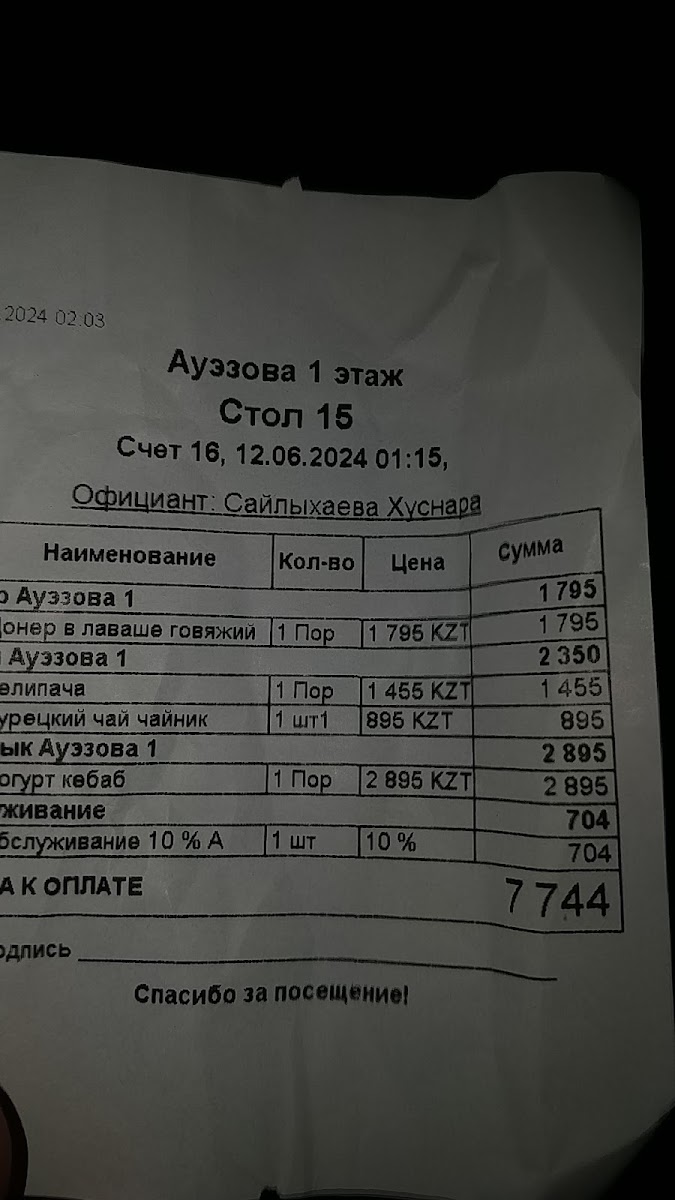 .2024 02:03
Ауэзова 1 этаж
Стол 15
Счет 16, 12.06.2024 01:15,
Официант: Сайлыхаева Хуснара
Наименование Кол-во Цена Сумма
р Ауэзова 1 1 795
Донер в лаваше говяжий 1 Пор 1 795 KZT 1 795
Ауэзова 1 2 350
елипача 1 Пор 1 455 KZT 1 455
урецкий чай чайник 1 шт1 895 KZT 895
ык Ауэзова 1 2 895
огурт кебаб 1 Пор 2 895 KZT 2 895
живание 704
бслуживание 10 % А 1 шт 10 % 704
А К ОПЛАТЕ 7 744
одпись
Спасибо за посещение!